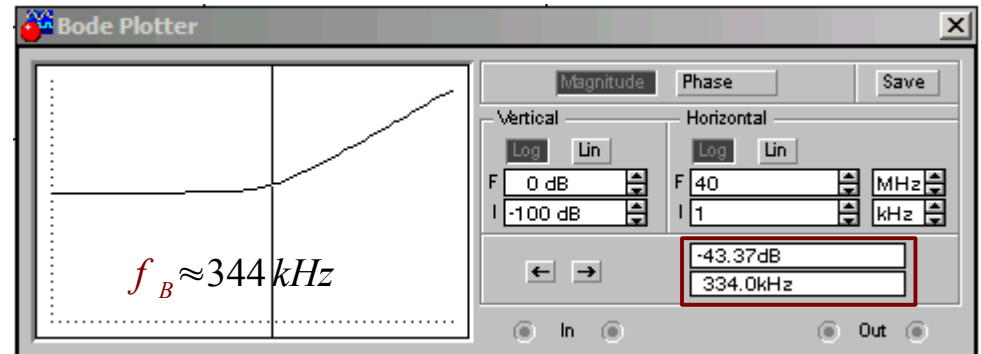 Bode Plotter
Magnitude Phase Save
Vertical Horizontal
Log Lin Log Lin
F 0 dB F 40 MHz
I -100 dB I 1 kHz
-43.37dB
334.0kHz
f B ≈344 kHz
In Out